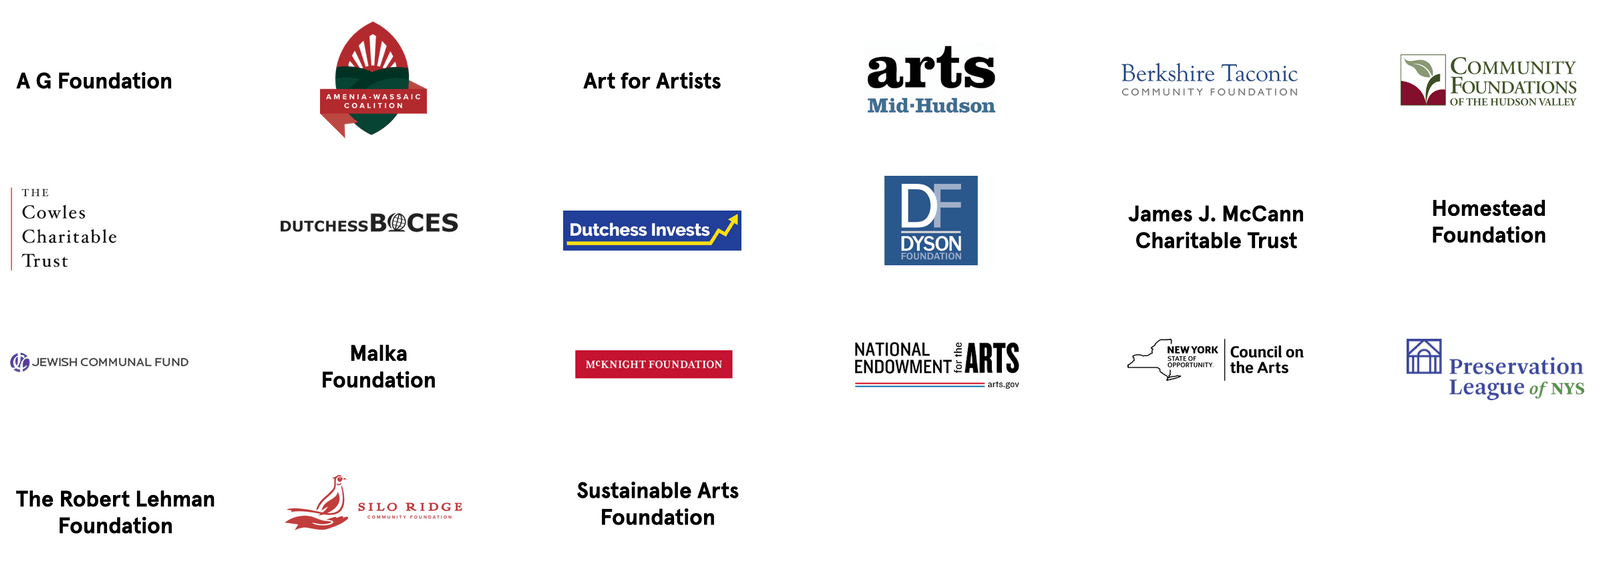 A G Foundation
AMENIA-WASSAIC
COALITION
Art for Artists
arts
Mid·Hudson
Berkshire Taconic
COMMUNITY FOUNDATION
COMMUNITY
FOUNDATIONS
OF THE HUDSON VALLEY
THE
Cowles
Charitable
Trust
DUTCHESS BOCES
Dutchess Invests
DF
DYSON
FOUNDATION
James J. McCann
Charitable Trust
Homestead
Foundation
JEWISH COMMUNAL FUND
Malka
Foundation
McKNIGHT FOUNDATION
NATIONAL
ENDOWMENT
for the
ARTS
arts.gov
NEW YORK
STATE OF
OPPORTUNITY.
Council on
the Arts
Preservation
League of NYS
The Robert Lehman
Foundation
SILO RIDGE
COMMUNITY FOUNDATION
Sustainable Arts
Foundation